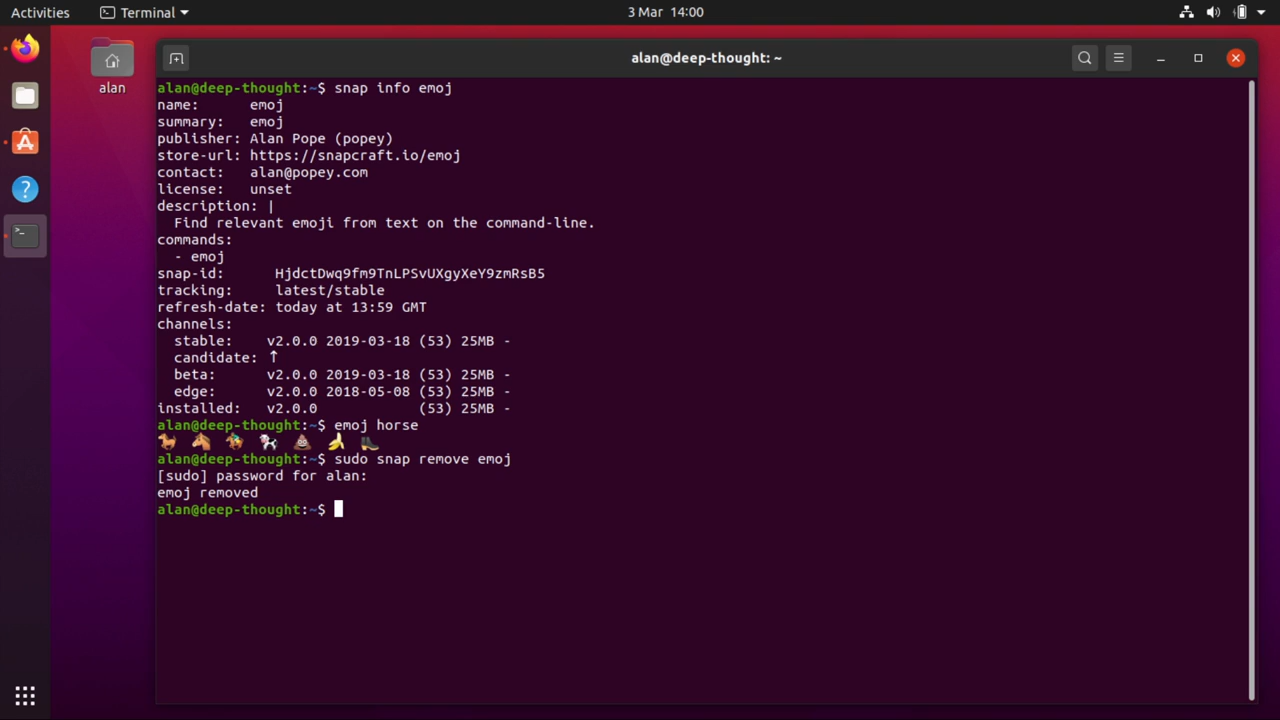 Activities Terminal 3 Mar 14:00
alan@deep-thought: ~
alan
alan@deep-thought:~$ snap info emoj
name:      emoj
summary:   emoj
publisher: Alan Pope (popey)
store-url: https://snapcraft.io/emoj
contact:   alan@popey.com
license:   unset
description: |
  Find relevant emoji from text on the command-line.
commands:
  - emoj
snap-id:      HjdctDwq9fm9TnLPSvUXgyXeY9zmRsB5
tracking:     latest/stable
refresh-date: today at 13:59 GMT
channels:
  stable:    v2.0.0 2019-03-18 (53) 25MB -
  candidate: ↑
  beta:      v2.0.0 2019-03-18 (53) 25MB -
  edge:      v2.0.0 2018-05-08 (53) 25MB -
installed:   v2.0.0            (53) 25MB -
alan@deep-thought:~$ emoj horse
🐎 🐴 🏇 🎠 💩 🍌 👢
alan@deep-thought:~$ sudo snap remove emoj
[sudo] password for alan:
emoj removed
alan@deep-thought:~$